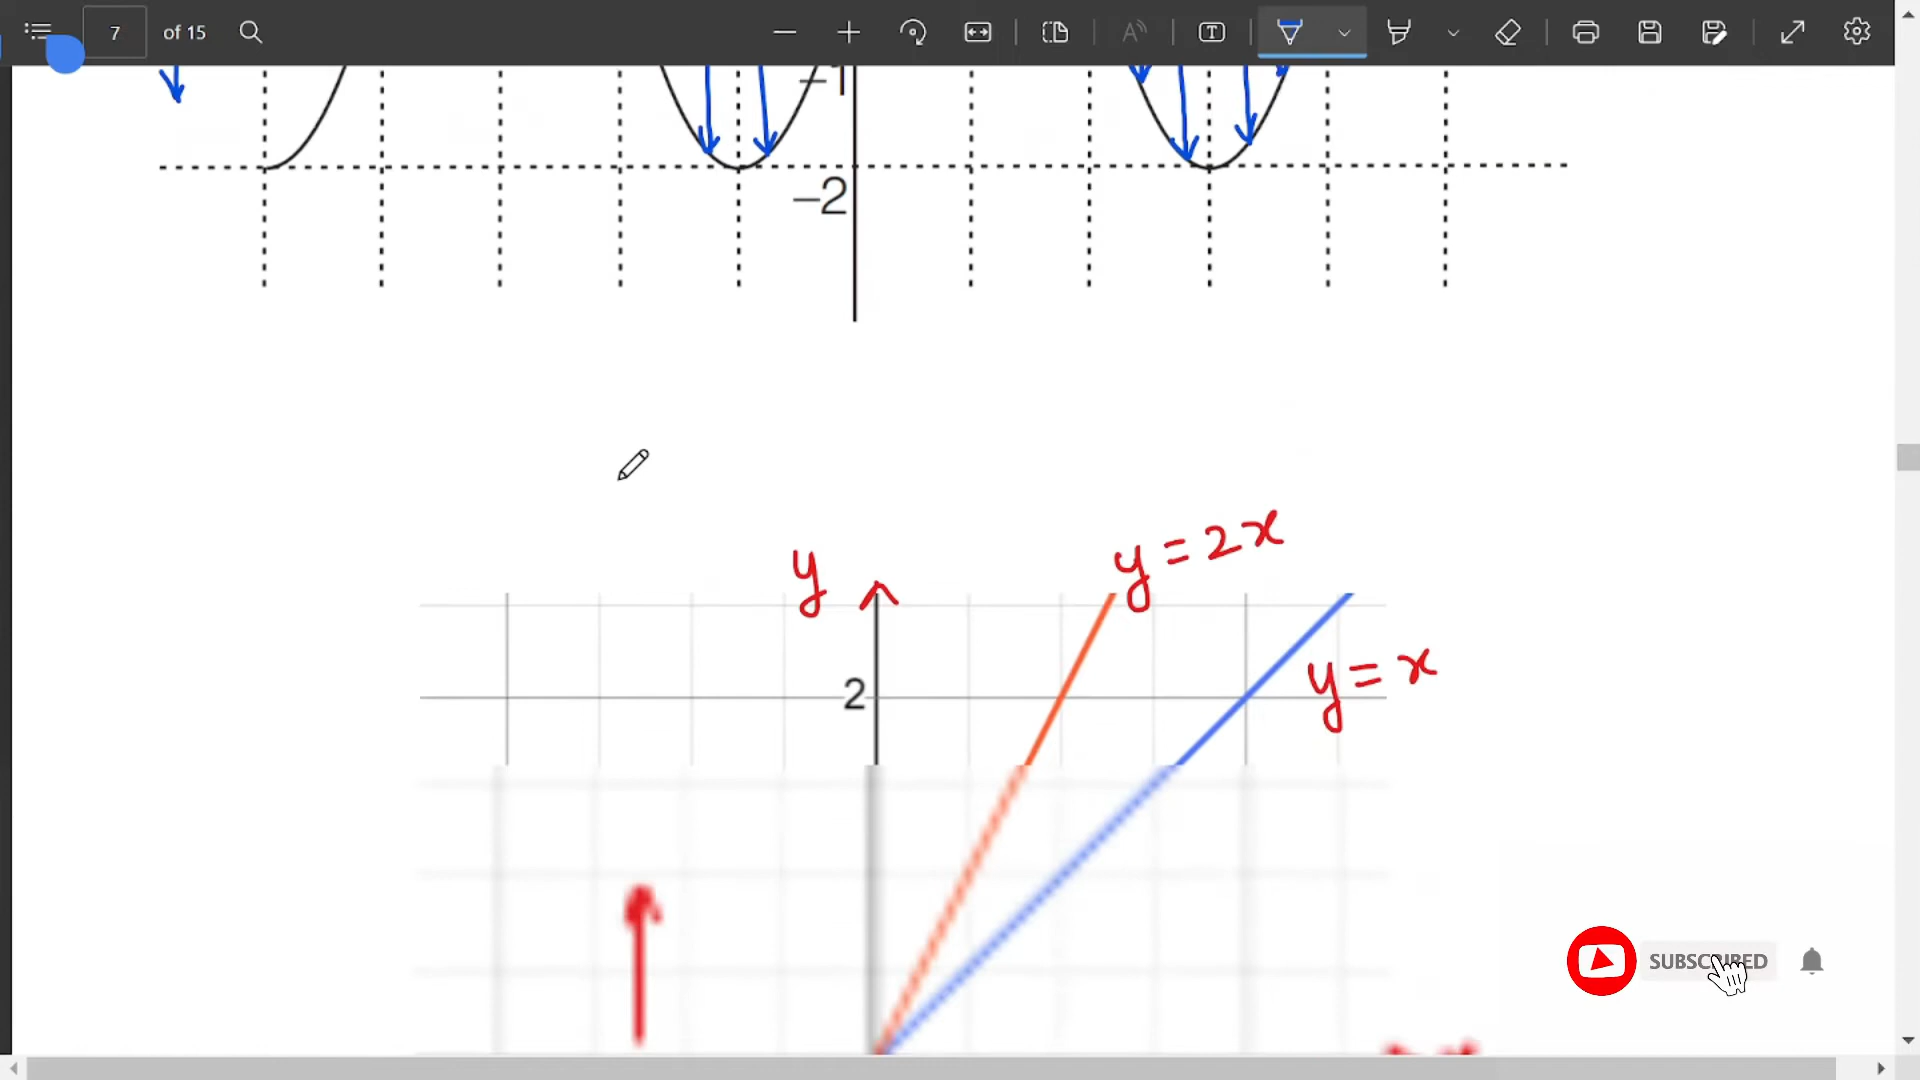 7 of 15
-1
-2
y
y = 2x
y = x
2
SUBSCRIBED